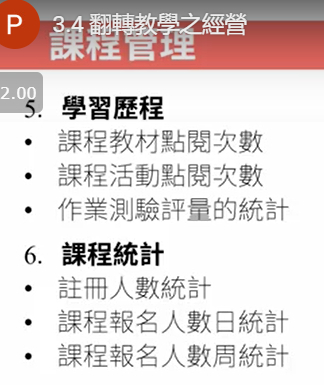 P 3.4 翻轉教學之經營
課程管理
2.00
5. 學習歷程
• 課程教材點閱次數
• 課程活動點閱次數
• 作業測驗評量的統計
6. 課程統計
• 註冊人數統計
• 課程報名人數日統計
• 課程報名人數周統計